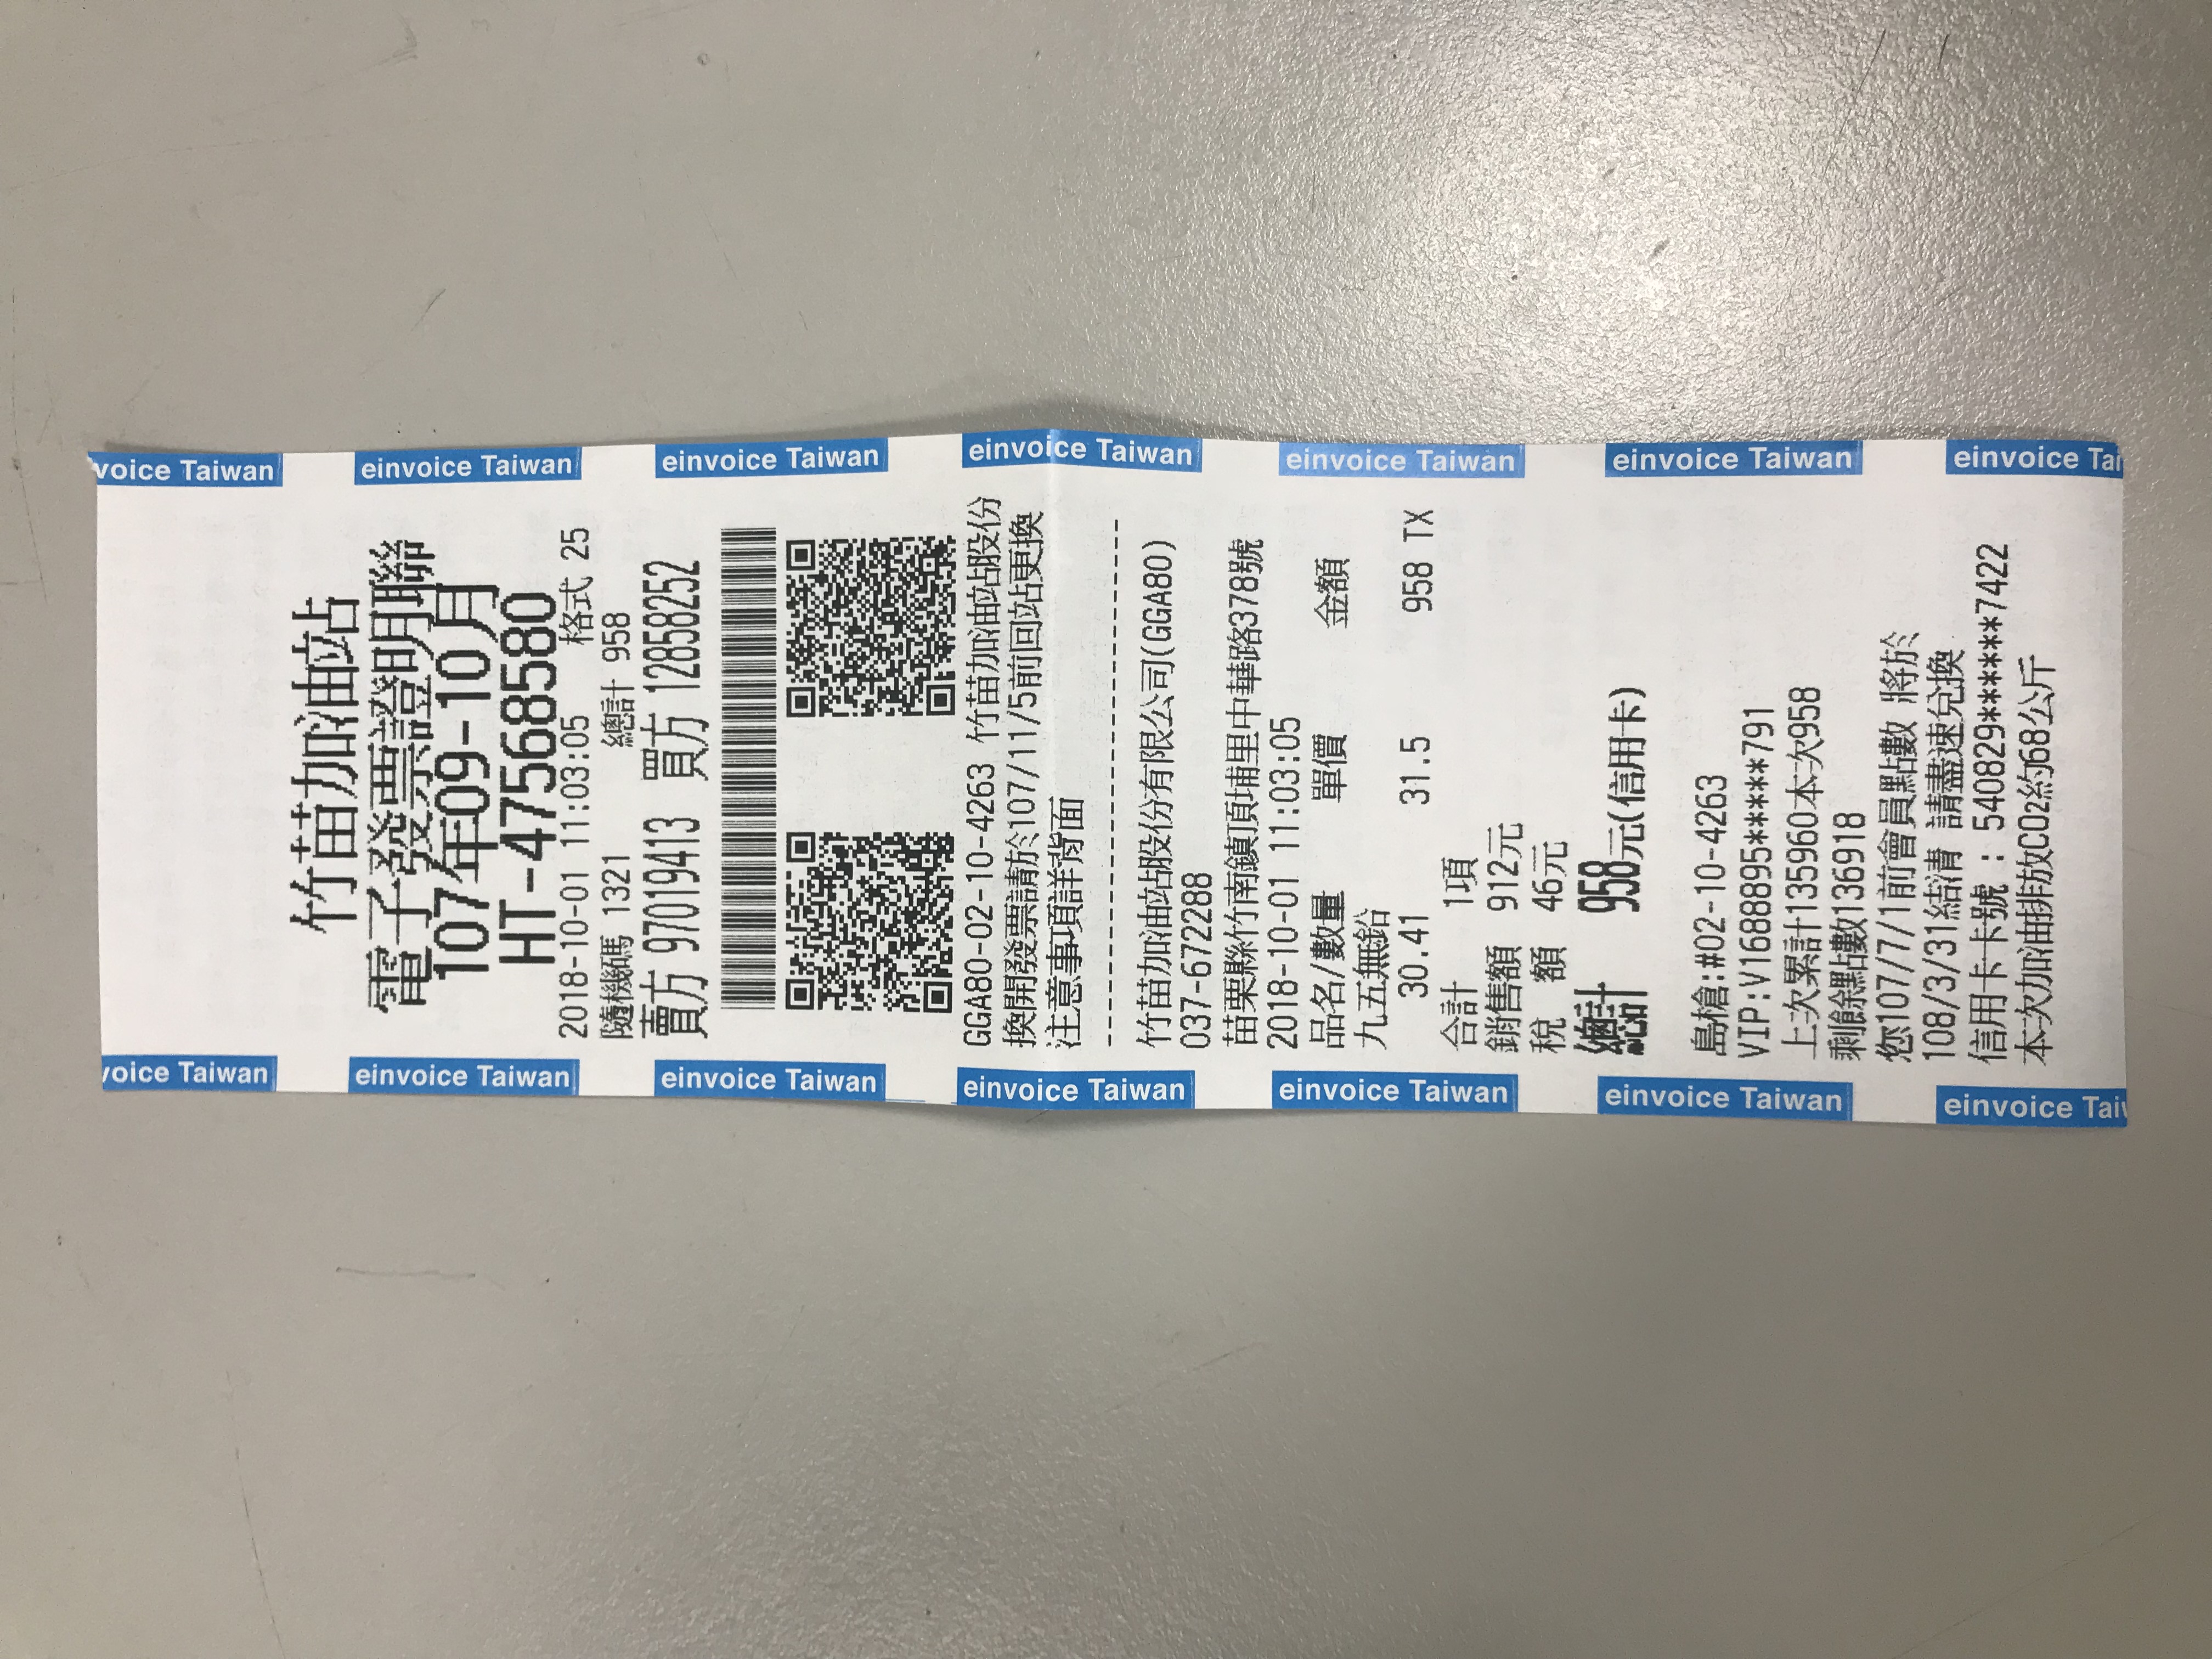 竹苗加油站
電子發票證明聯
107年09-10月
HT-47568580
2018-10-01 11:03:05 格式 25
隨機碼 1321 總計 958
賣方 97019413 買方 12858252
GGA80-02-10-4263 竹苗加油站股份
換開發票請於107/11/5前回站更換
注意事項詳背面
------------------------------
竹苗加油站股份有限公司(GGA80)
037-672288
苗栗縣竹南鎮頂埔里中華路378號
2018-10-01 11:03:05
品名/數量 單價 金額
九五無鉛
30.41 31.5 958 TX
合計 1項
銷售額 912元
稅 額 46元
總計 958元(信用卡)
島槍:#02-10-4263
VIP:V1688895*****791
上次累計135960本次958
剩餘點數136918
您107/7/1前會員點數 將於
108/3/31結清 請盡速兌換
信用卡卡號 : 540829******7422
本次加油排放CO2約68公斤
voice Taiwan
einvoice Taiwan
einvoice Taiwan
einvoice Taiwan
einvoice Taiwan
einvoice Taiwan
einvoice Tai
voice Taiwan
einvoice Taiwan
einvoice Taiwan
einvoice Taiwan
einvoice Taiwan
einvoice Taiwan
einvoice Tai